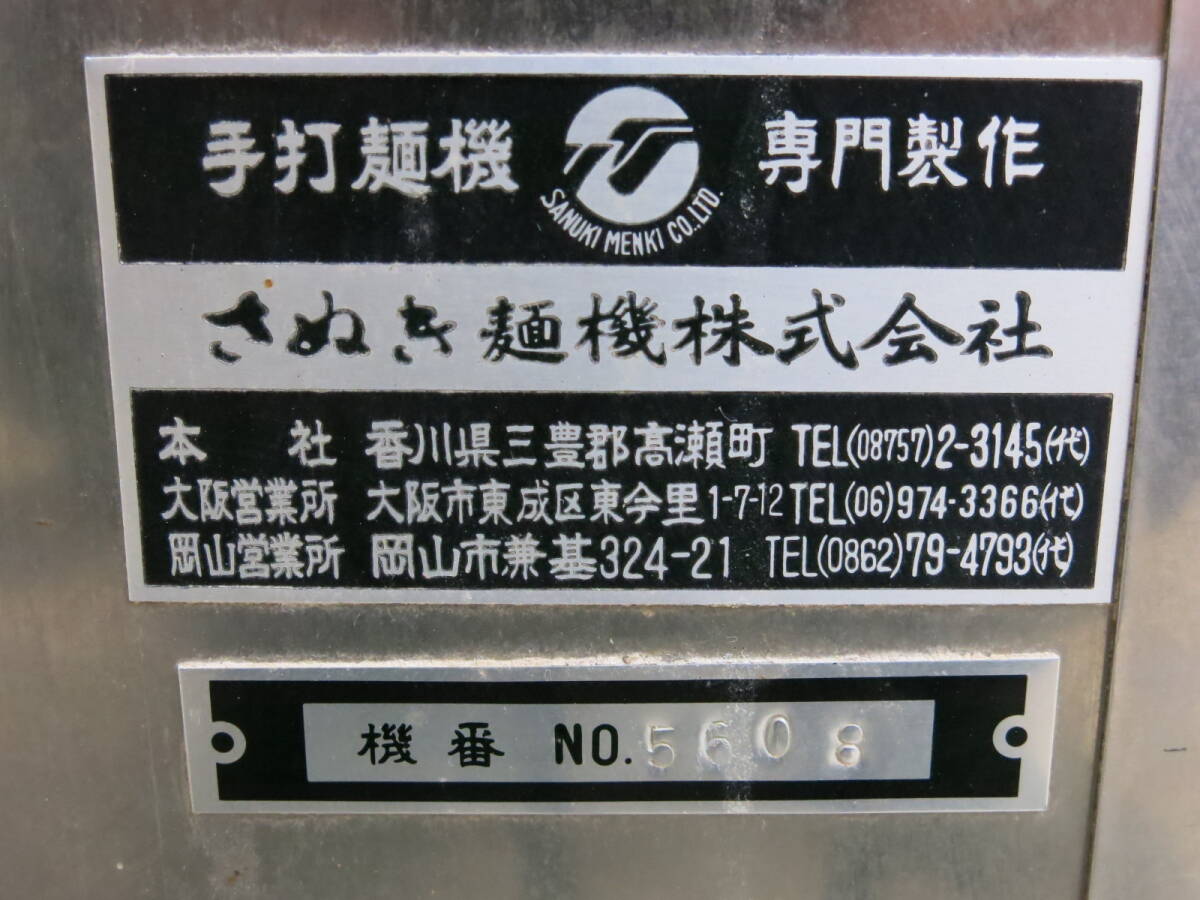 手打麺機 専門製作
SANUKI MENKI CO.,LTD.
さぬき麺機株式会社
本 社 香川県三豊郡高瀬町 TEL(08757)2-3145(代)
大阪営業所 大阪市東成区東今里1-7-12 TEL(06)974-3366(代)
岡山営業所 岡山市兼基324-21 TEL(0862)79-4793(代)
機番 NO.5608